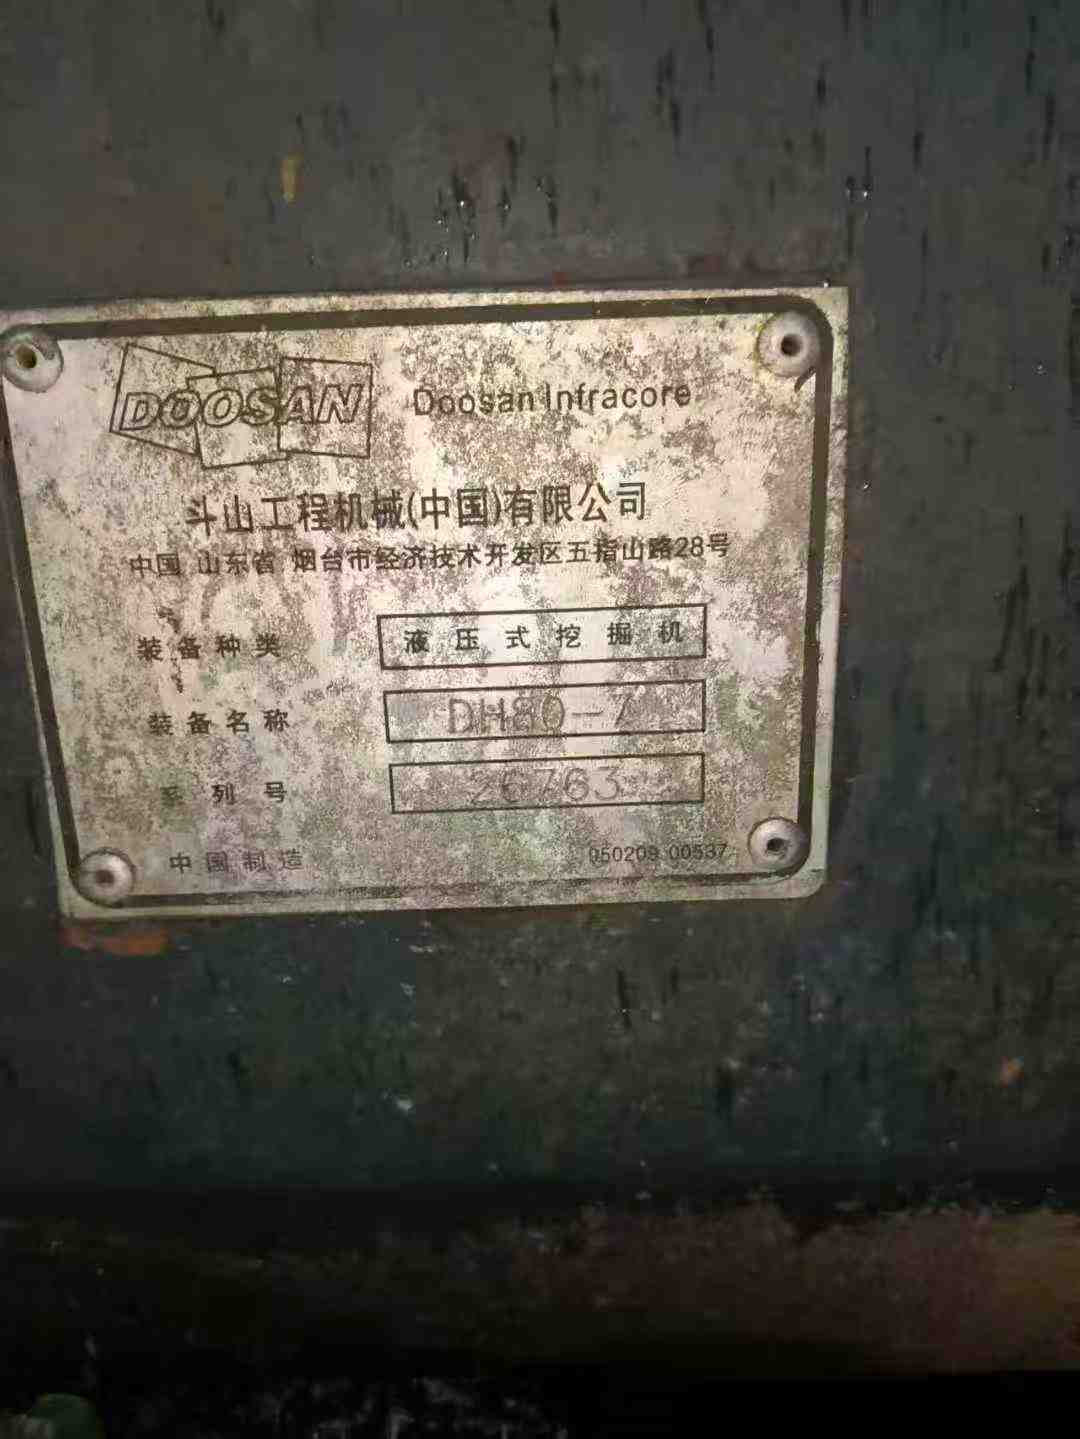 DOOSAN Doosan Infracore
斗山工程机械(中国)有限公司
中国 山东省 烟台市经济技术开发区五指山路28号
装备种类 液压式挖掘机
装备名称 DH80-7
系列号 26763
中国制造 950209-00537